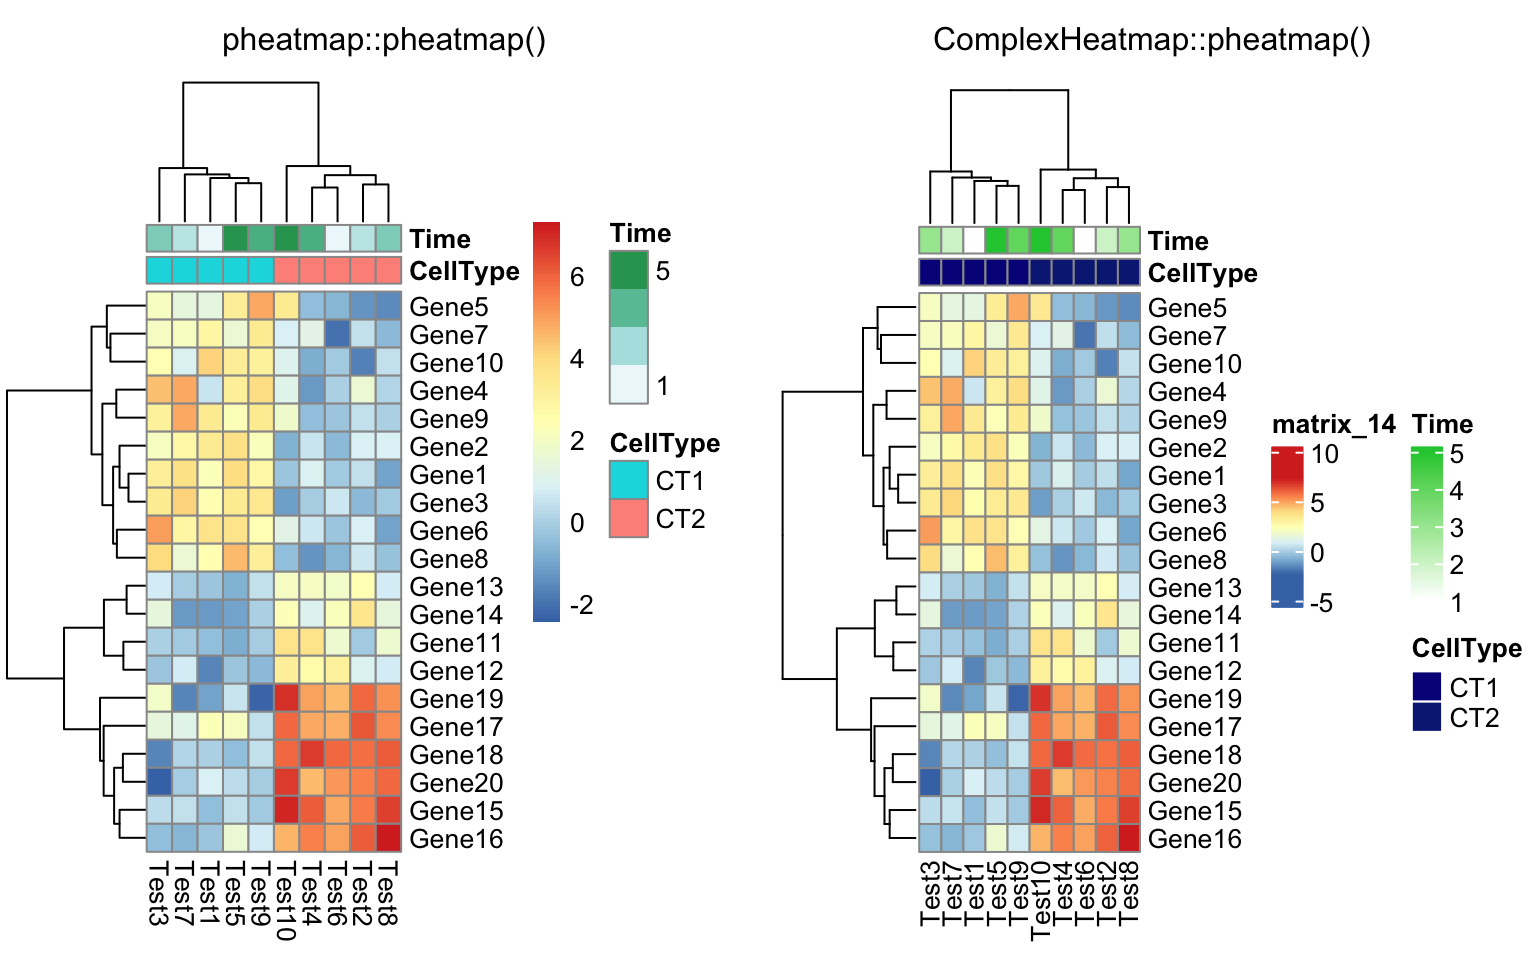 pheatmap::pheatmap()
Time
CellType
Gene5
Gene7
Gene10
Gene4
Gene9
Gene2
Gene1
Gene3
Gene6
Gene8
Gene13
Gene14
Gene11
Gene12
Gene19
Gene17
Gene18
Gene20
Gene15
Gene16
Test3
Test7
Test1
Test5
Test9
Test10
Test4
Test6
Test2
Test8
6
4
2
0
-2
Time
5
1
CellType
CT1
CT2
ComplexHeatmap::pheatmap()
Time
CellType
Gene5
Gene7
Gene10
Gene4
Gene9
Gene2
Gene1
Gene3
Gene6
Gene8
Gene13
Gene14
Gene11
Gene12
Gene19
Gene17
Gene18
Gene20
Gene15
Gene16
Test3
Test7
Test1
Test5
Test9
Test10
Test4
Test6
Test2
Test8
matrix_14
10
5
0
-5
Time
5
4
3
2
1
CellType
CT1
CT2